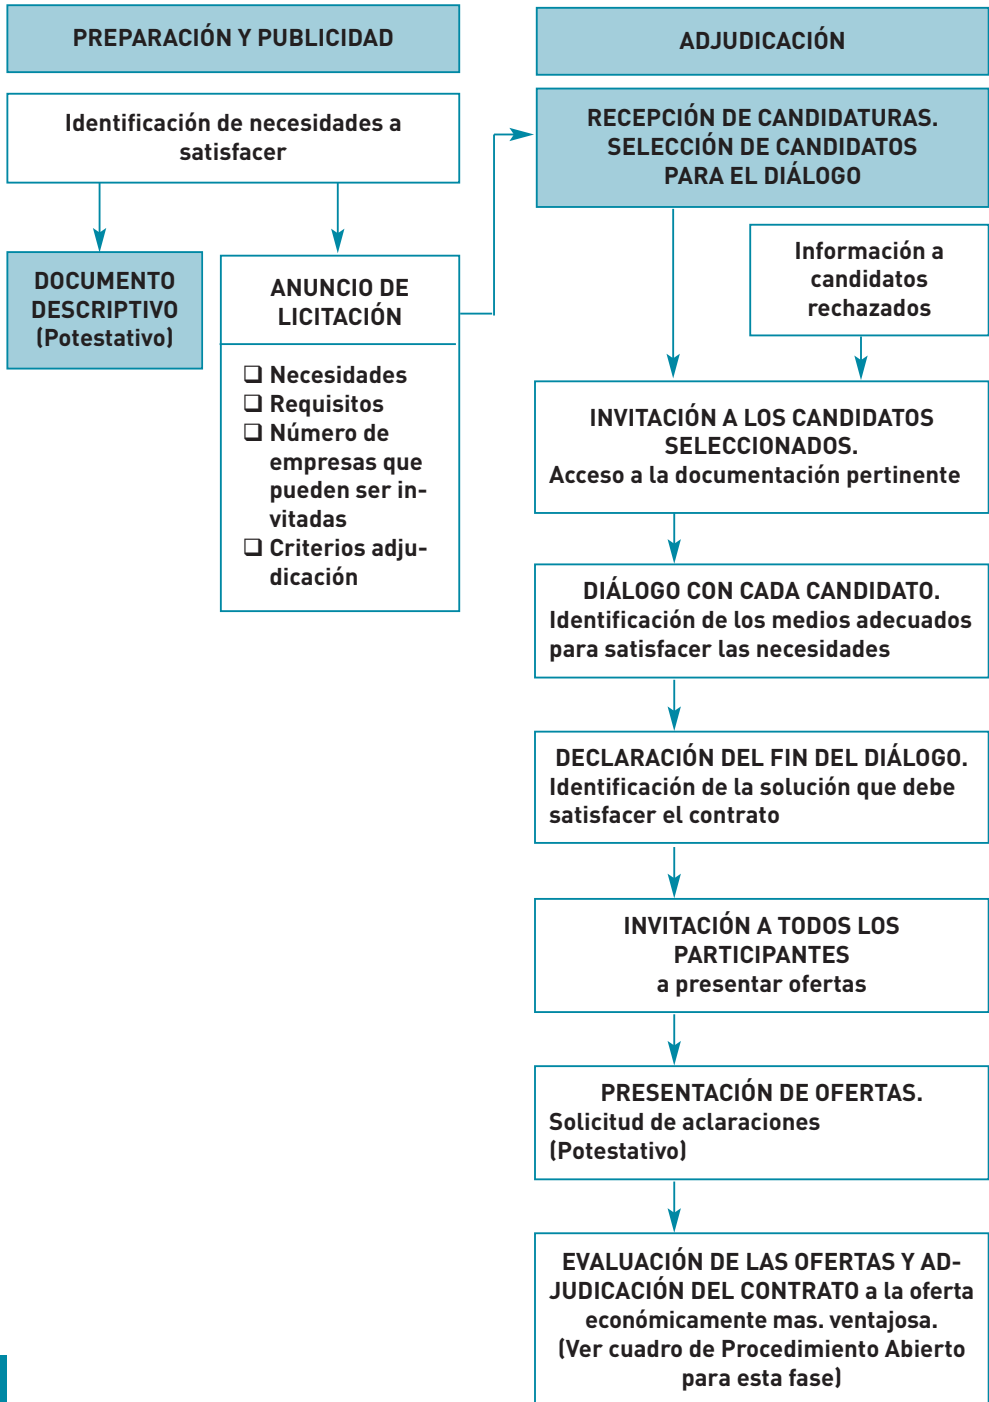 PREPARACIÓN Y PUBLICIDAD
Identificación de necesidades a
satisfacer
DOCUMENTO
DESCRIPTIVO
(Potestativo)
ANUNCIO DE
LICITACIÓN
❑ Necesidades
❑ Requisitos
❑ Número de
empresas que
pueden ser in-
vitadas
❑ Criterios adju-
dicación
ADJUDICACIÓN
RECEPCIÓN DE CANDIDATURAS.
SELECCIÓN DE CANDIDATOS
PARA EL DIÁLOGO
Información a
candidatos
rechazados
INVITACIÓN A LOS CANDIDATOS
SELECCIONADOS.
Acceso a la documentación pertinente
DIÁLOGO CON CADA CANDIDATO.
Identificación de los medios adecuados
para satisfacer las necesidades
DECLARACIÓN DEL FIN DEL DIÁLOGO.
Identificación de la solución que debe
satisfacer el contrato
INVITACIÓN A TODOS LOS
PARTICIPANTES
a presentar ofertas
PRESENTACIÓN DE OFERTAS.
Solicitud de aclaraciones
(Potestativo)
EVALUACIÓN DE LAS OFERTAS Y AD-
JUDICACIÓN DEL CONTRATO a la oferta
económicamente mas. ventajosa.
(Ver cuadro de Procedimiento Abierto
para esta fase)